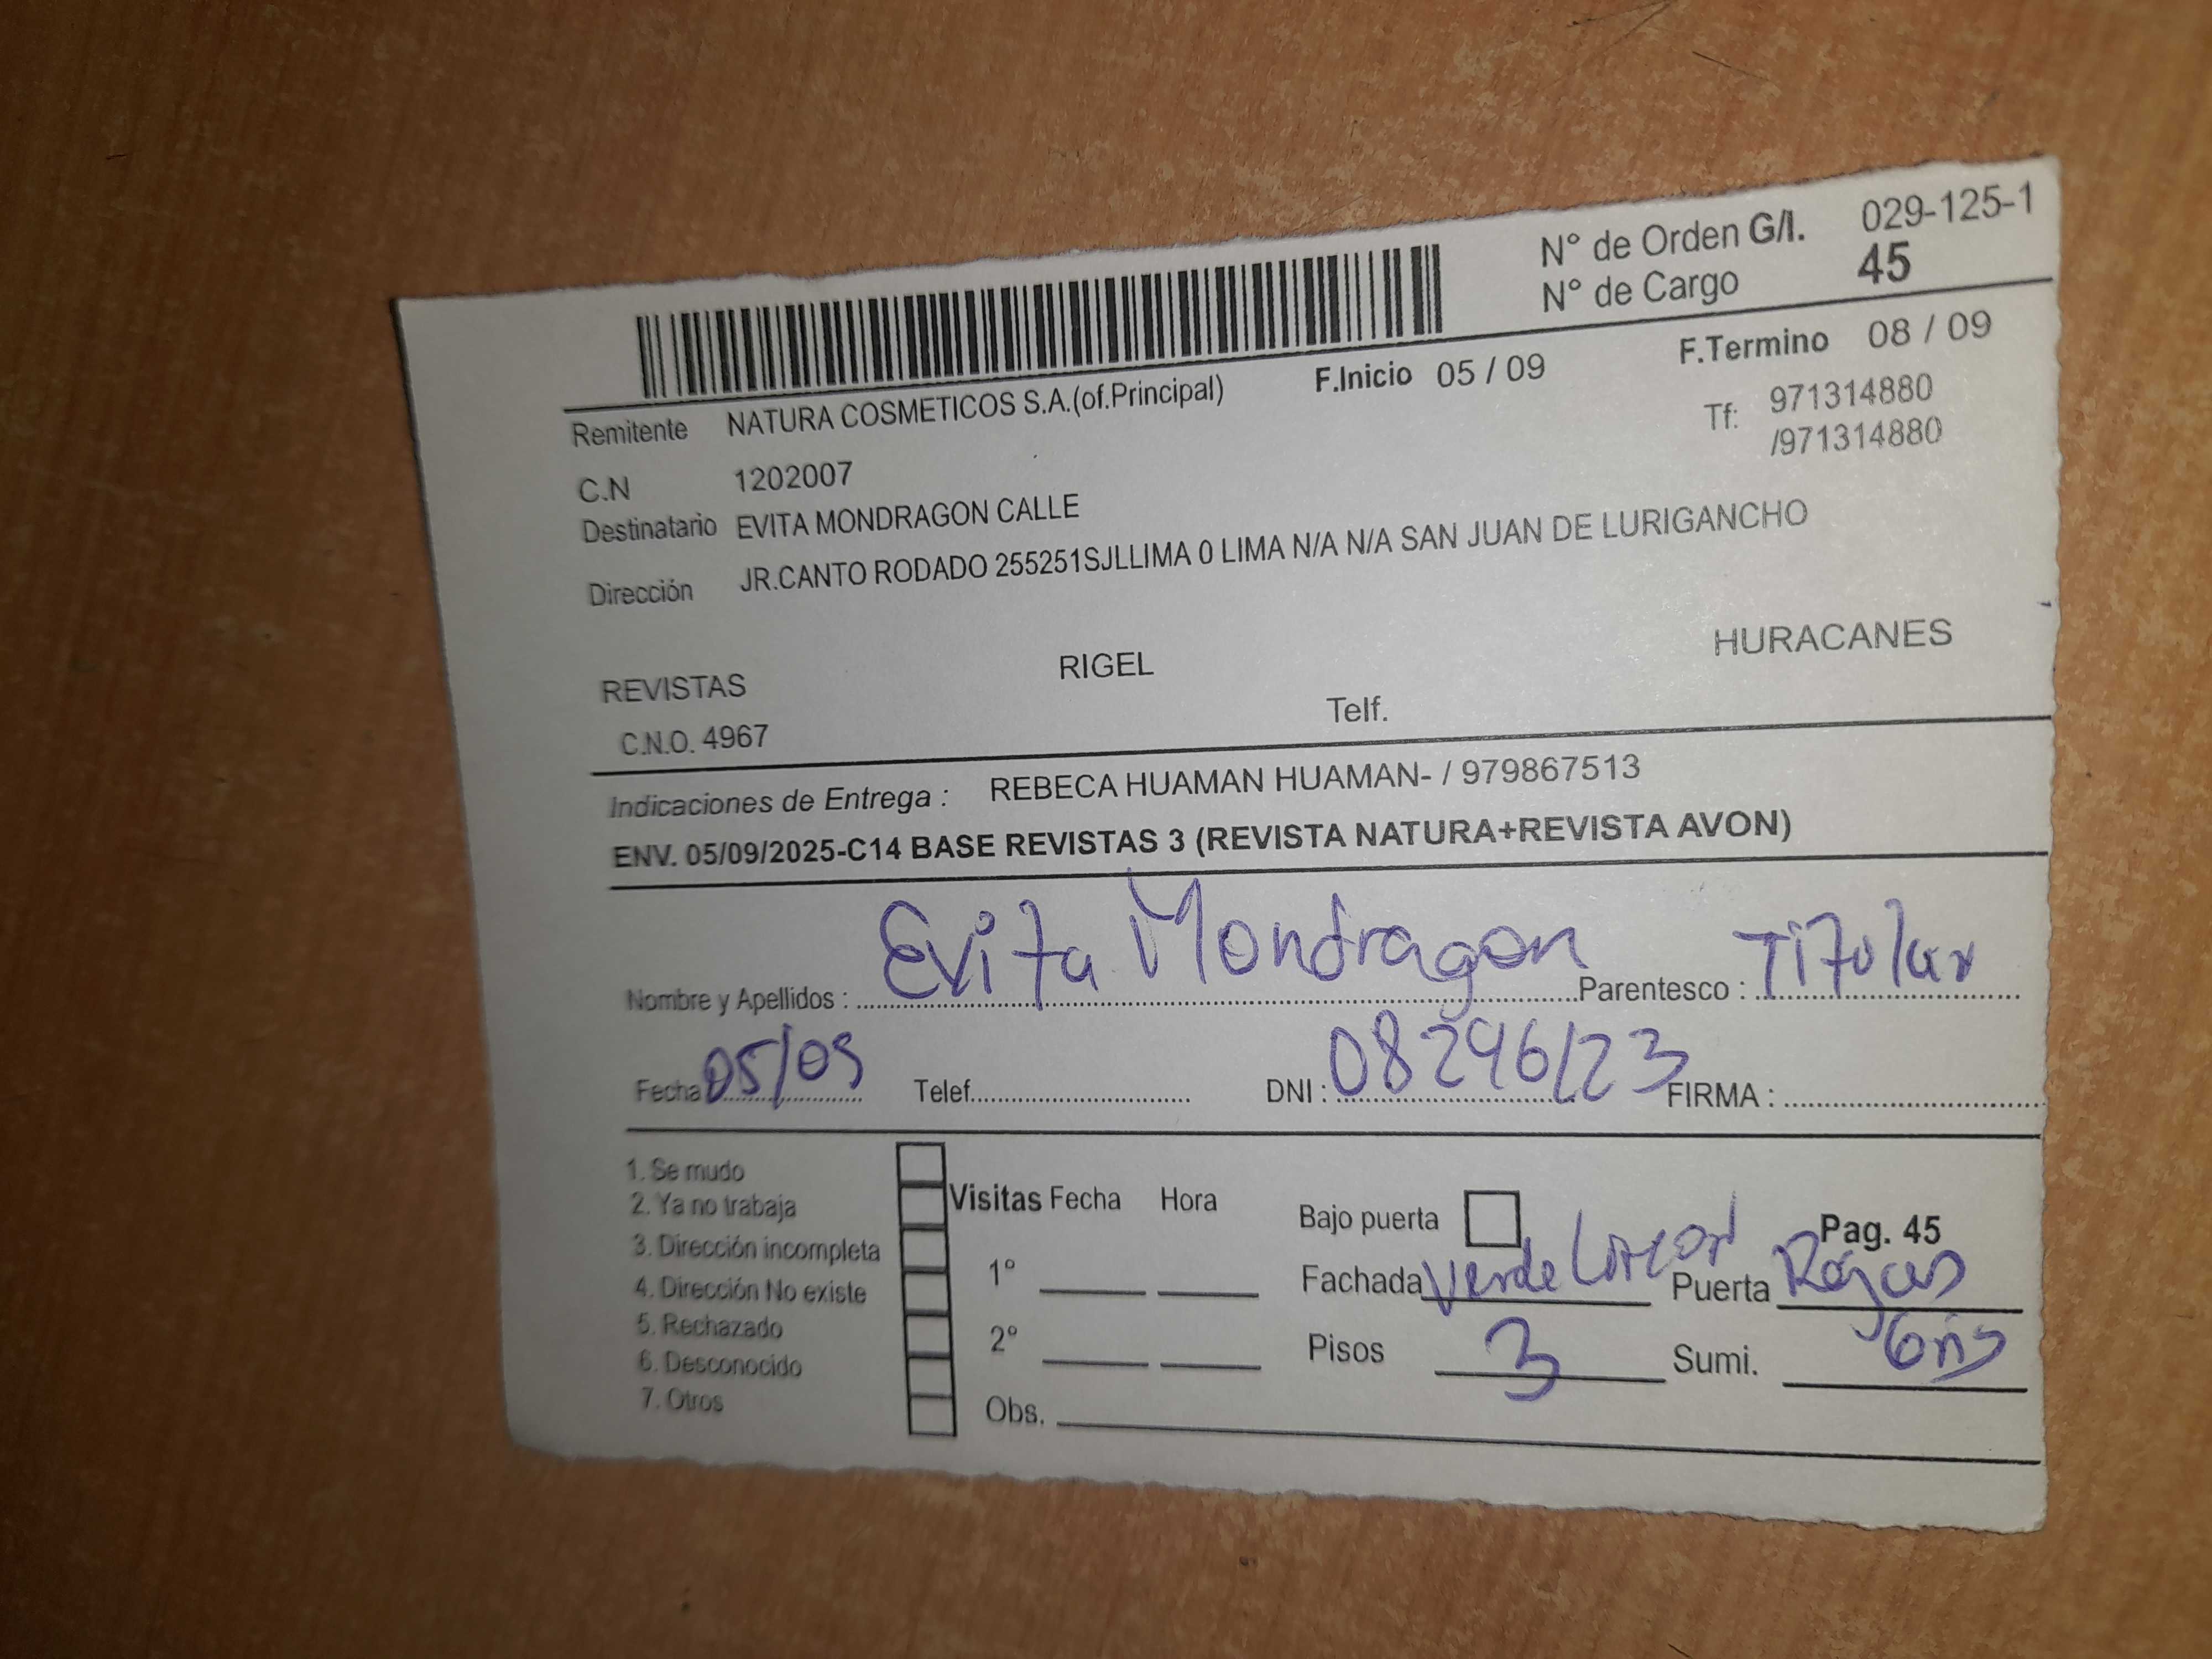 N° de Orden G/I. 029-125-1
N° de Cargo 45
Remitente NATURA COSMETICOS S.A.(of.Principal) F.Inicio 05 / 09 F.Termino 08 / 09
Tf: 971314880
/971314880
C.N 1202007
Destinatario EVITA MONDRAGON CALLE
Dirección JR.CANTO RODADO 255251SJLLIMA 0 LIMA N/A N/A SAN JUAN DE LURIGANCHO
REVISTAS RIGEL HURACANES
C.N.O. 4967 Telf.
Indicaciones de Entrega : REBECA HUAMAN HUAMAN- / 979867513
ENV. 05/09/2025-C14 BASE REVISTAS 3 (REVISTA NATURA+REVISTA AVON)
Nombre y Apellidos : Evita Mondragon Parentesco : Titular
Fecha 05/09 Telef. DNI : 08296123 FIRMA :
1. Se mudo
2. Ya no trabaja
3. Dirección incompleta
4. Dirección No existe
5. Rechazado
6. Desconocido
7. Otros
Visitas Fecha Hora
1°
2°
Obs.
Bajo puerta Pag. 45
Fachada Verde Puerta Rejas
Pisos 3 Sumi. Gris